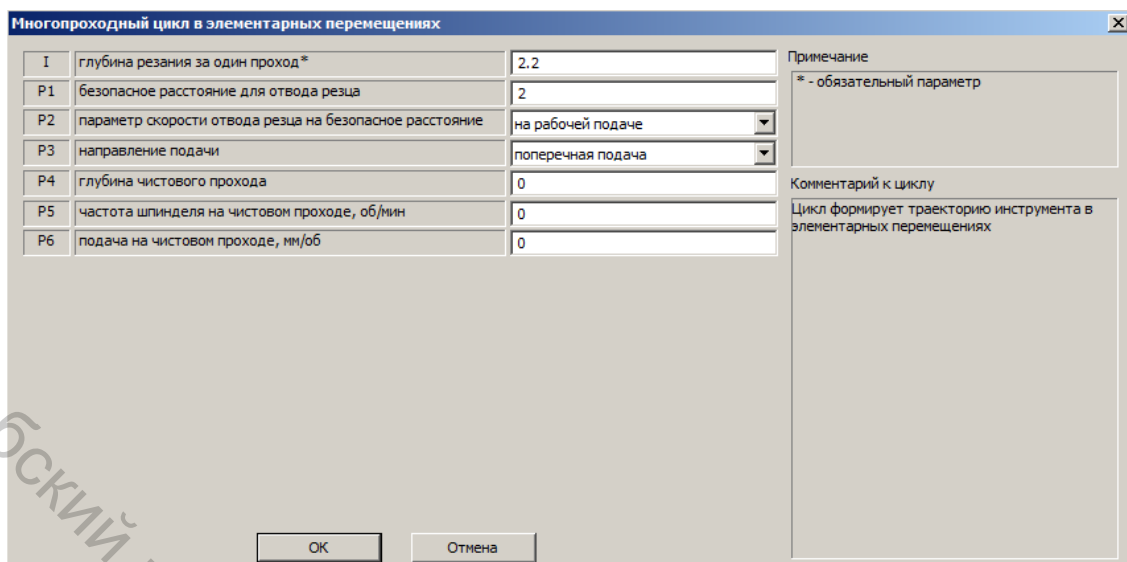 Многопроходный цикл в элементарных перемещениях
I глубина резания за один проход* 2.2
P1 безопасное расстояние для отвода резца 2
P2 параметр скорости отвода резца на безопасное расстояние на рабочей подаче
P3 направление подачи поперечная подача
P4 глубина чистового прохода 0
P5 частота шпинделя на чистовом проходе, об/мин 0
P6 подача на чистовом проходе, мм/об 0
Примечание
* - обязательный параметр
Комментарий к циклу
Цикл формирует траекторию инструмента в
элементарных перемещениях
OK Отмена